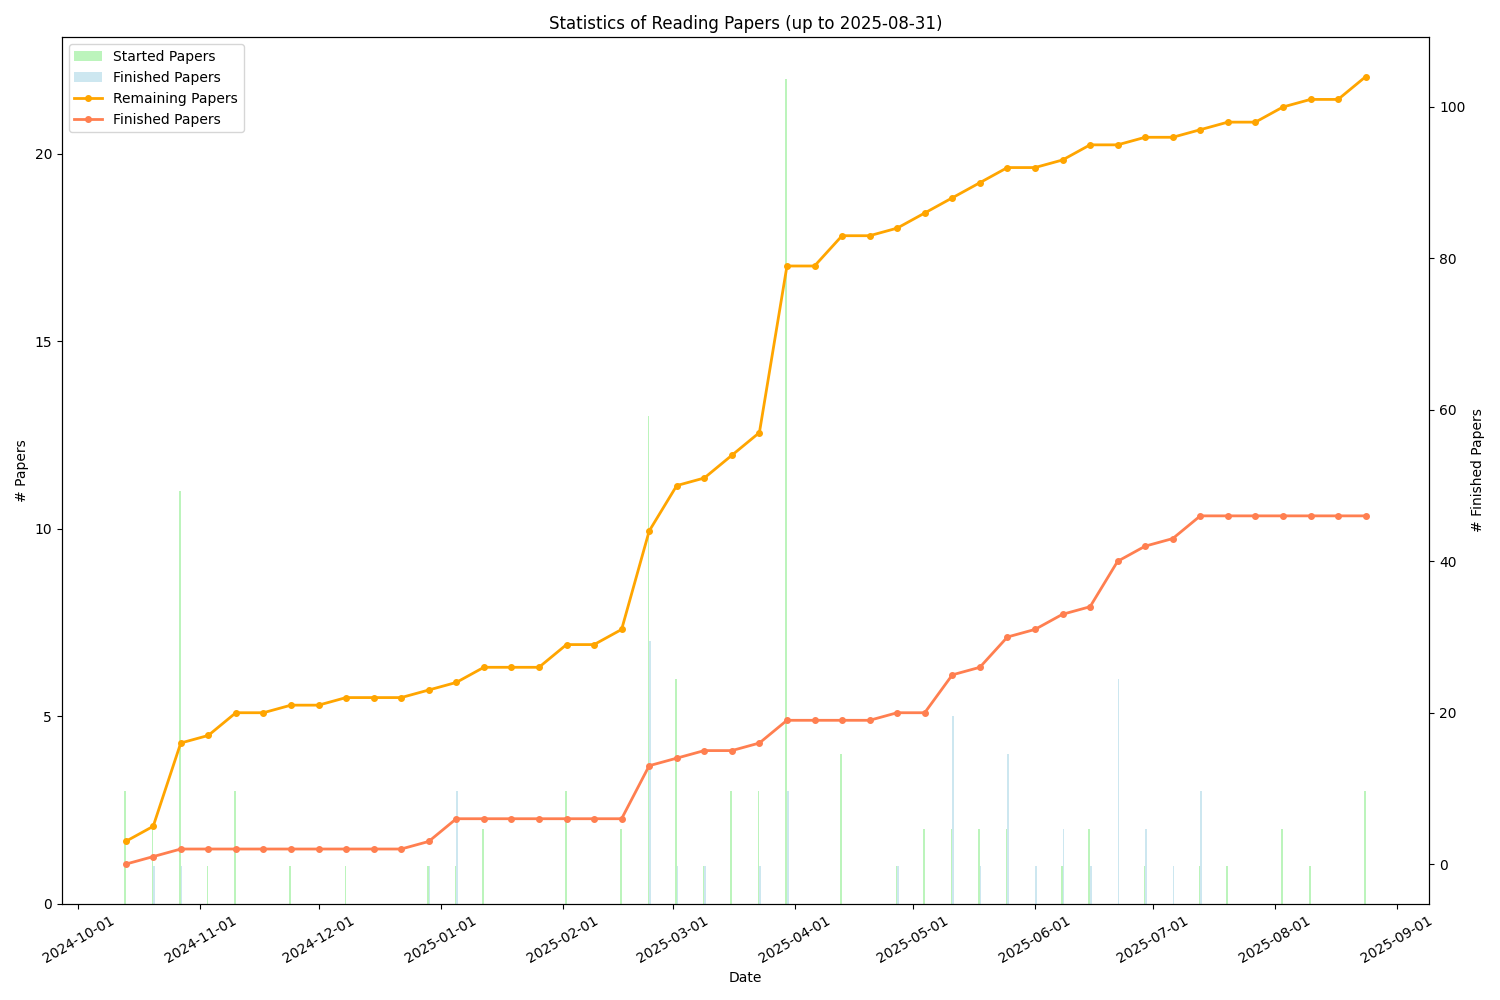 Statistics of Reading Papers (up to 2025-08-31)
Started Papers
Finished Papers
Remaining Papers
Finished Papers
# Papers
20
15
10
5
0
# Finished Papers
100
80
60
40
20
0
2024-10-01
2024-11-01
2024-12-01
2025-01-01
2025-02-01
2025-03-01
2025-04-01
2025-05-01
2025-06-01
2025-07-01
2025-08-01
2025-09-01
Date